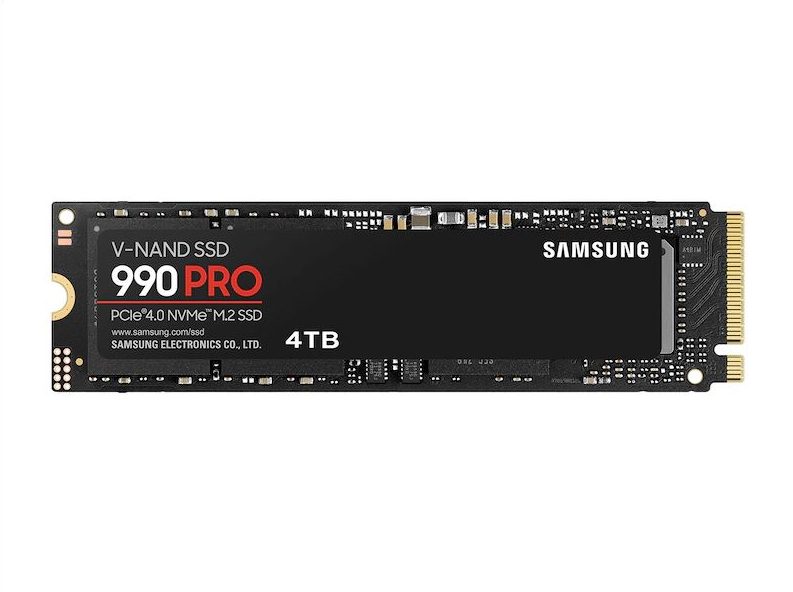 V-NAND SSD
SAMSUNG
990 PRO
PCIe®4.0 NVMe™ M.2 SSD
www.samsung.com/ssd
SAMSUNG ELECTRONICS CO., LTD.
4TB